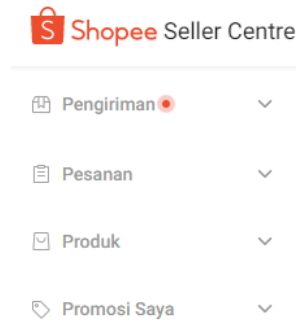 Shopee Seller Centre
Pengiriman
Pesanan
Produk
Promosi Saya